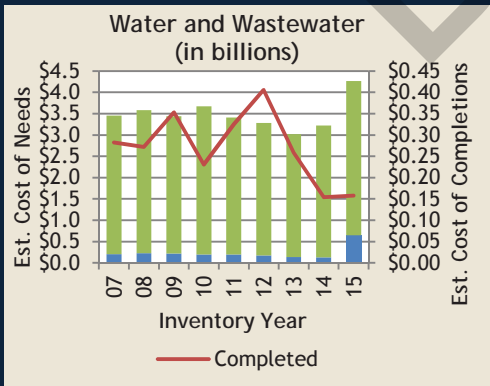 Water and Wastewater
(in billions)
Est. Cost of Needs
$4.5
$4.0
$3.5
$3.0
$2.5
$2.0
$1.5
$1.0
$0.5
$0.0
$0.45
$0.40
$0.35
$0.30
$0.25
$0.20
$0.15
$0.10
$0.05
$0.00
Est. Cost of Completions
07 08 09 10 11 12 13 14 15
Inventory Year
Completed